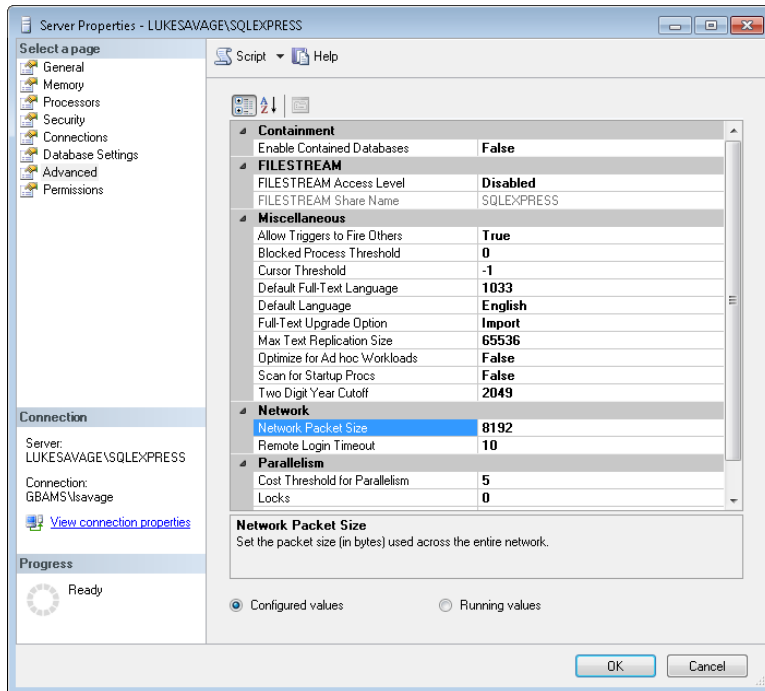 Server Properties - LUKESAVAGE\SQLEXPRESS
Select a page
General
Memory
Processors
Security
Connections
Database Settings
Advanced
Permissions
Connection
Server:
LUKESAVAGE\SQLEXPRESS
Connection:
GBAMS\lsavage
View connection properties
Progress
Ready
Script Help
Containment
Enable Contained Databases False
FILESTREAM
FILESTREAM Access Level Disabled
FILESTREAM Share Name SQLEXPRESS
Miscellaneous
Allow Triggers to Fire Others True
Blocked Process Threshold 0
Cursor Threshold -1
Default Full-Text Language 1033
Default Language English
Full-Text Upgrade Option Import
Max Text Replication Size 65536
Optimize for Ad hoc Workloads False
Scan for Startup Procs False
Two Digit Year Cutoff 2049
Network
Network Packet Size 8192
Remote Login Timeout 10
Parallelism
Cost Threshold for Parallelism 5
Locks 0
Network Packet Size
Set the packet size (in bytes) used across the entire network.
Configured values Running values
OK Cancel